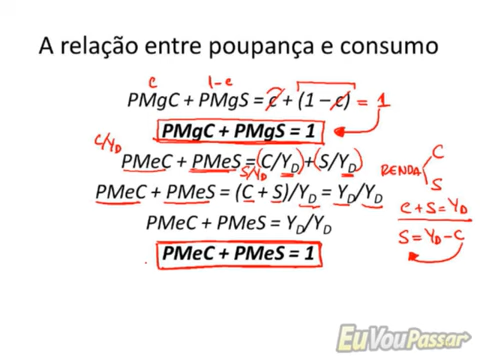 A relação entre poupança e consumo
c 1-c
PMgC + PMgS = c + (1 – c) = 1
PMgC + PMgS = 1
C/YD
PMeC + PMeS = (C/YD) + (S/YD)
S/YD
RENDA C
S
PMeC + PMeS = (C + S)/YD = YD/YD
C + S = YD
PMeC + PMeS = YD/YD
S = YD - C
PMeC + PMeS = 1
EuVouPassar